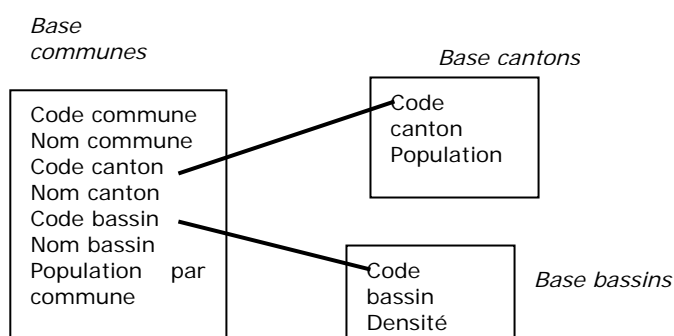 Base
communes
Code commune
Nom commune
Code canton
Nom canton
Code bassin
Nom bassin
Population par
commune
Base cantons
Code
canton
Population
Code
bassin
Densité
Base bassins